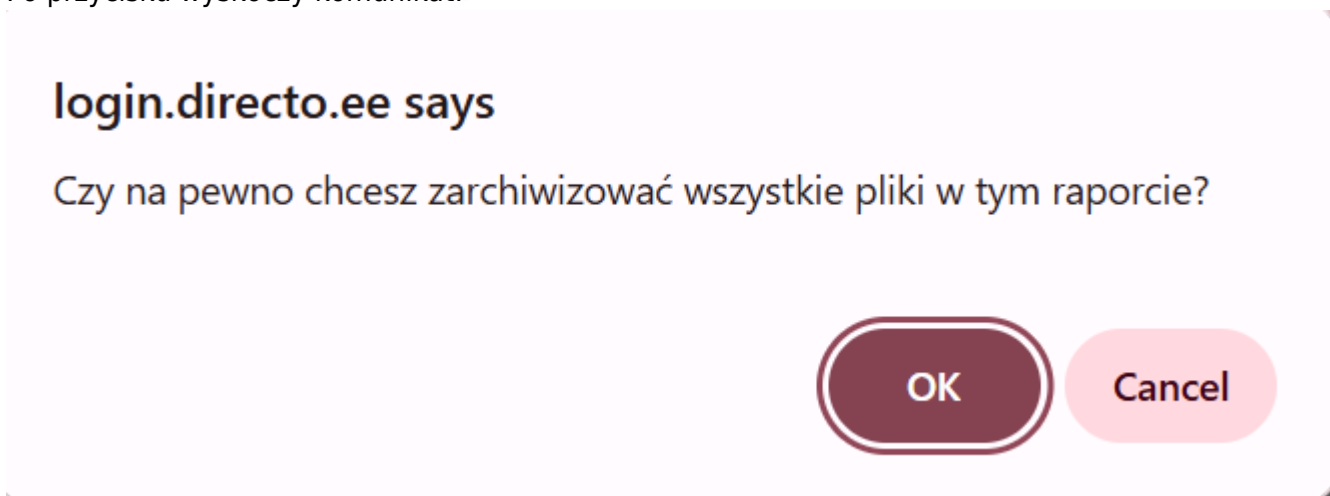 login.directo.ee says
Czy na pewno chcesz zarchiwizować wszystkie pliki w tym raporcie?
OK
Cancel